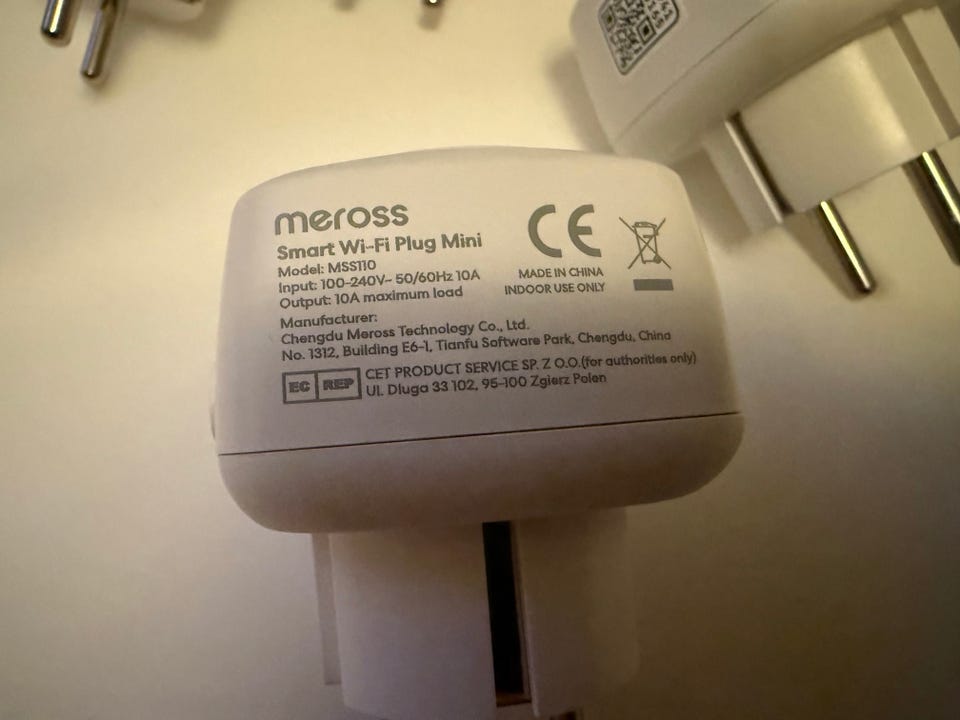 meross
Smart Wi-Fi Plug Mini
Model: MSS110
Input: 100-240V~ 50/60Hz 10A
Output: 10A maximum load
CE
MADE IN CHINA
INDOOR USE ONLY
Manufacturer:
Chengdu Meross Technology Co., Ltd.
No. 1312, Building E6-1, Tianfu Software Park, Chengdu, China
EC REP
CET PRODUCT SERVICE SP. Z O.O.(for authorities only)
Ul. Dluga 33 102, 95-100 Zgierz Polen